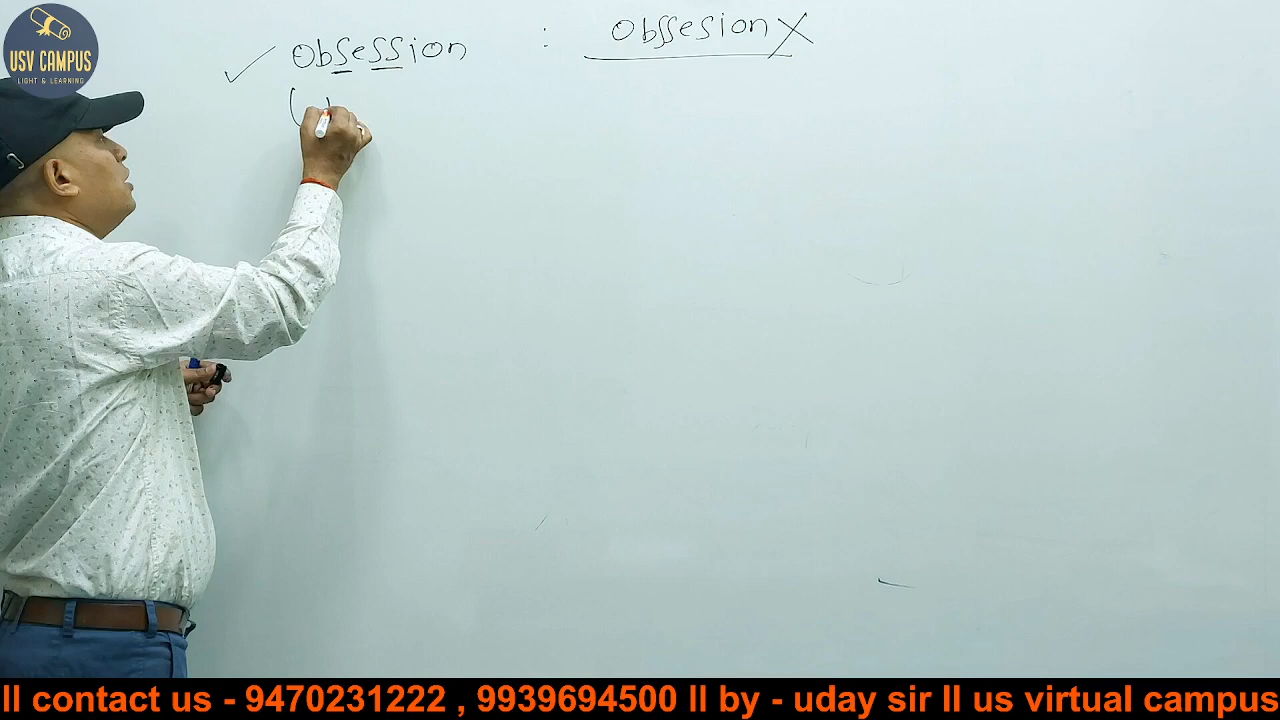 USV CAMPUS
LIGHT & LEARNING
✓ Obsession : Obssesion X
(
ll contact us - 9470231222 , 9939694500 ll by - uday sir ll us virtual campus